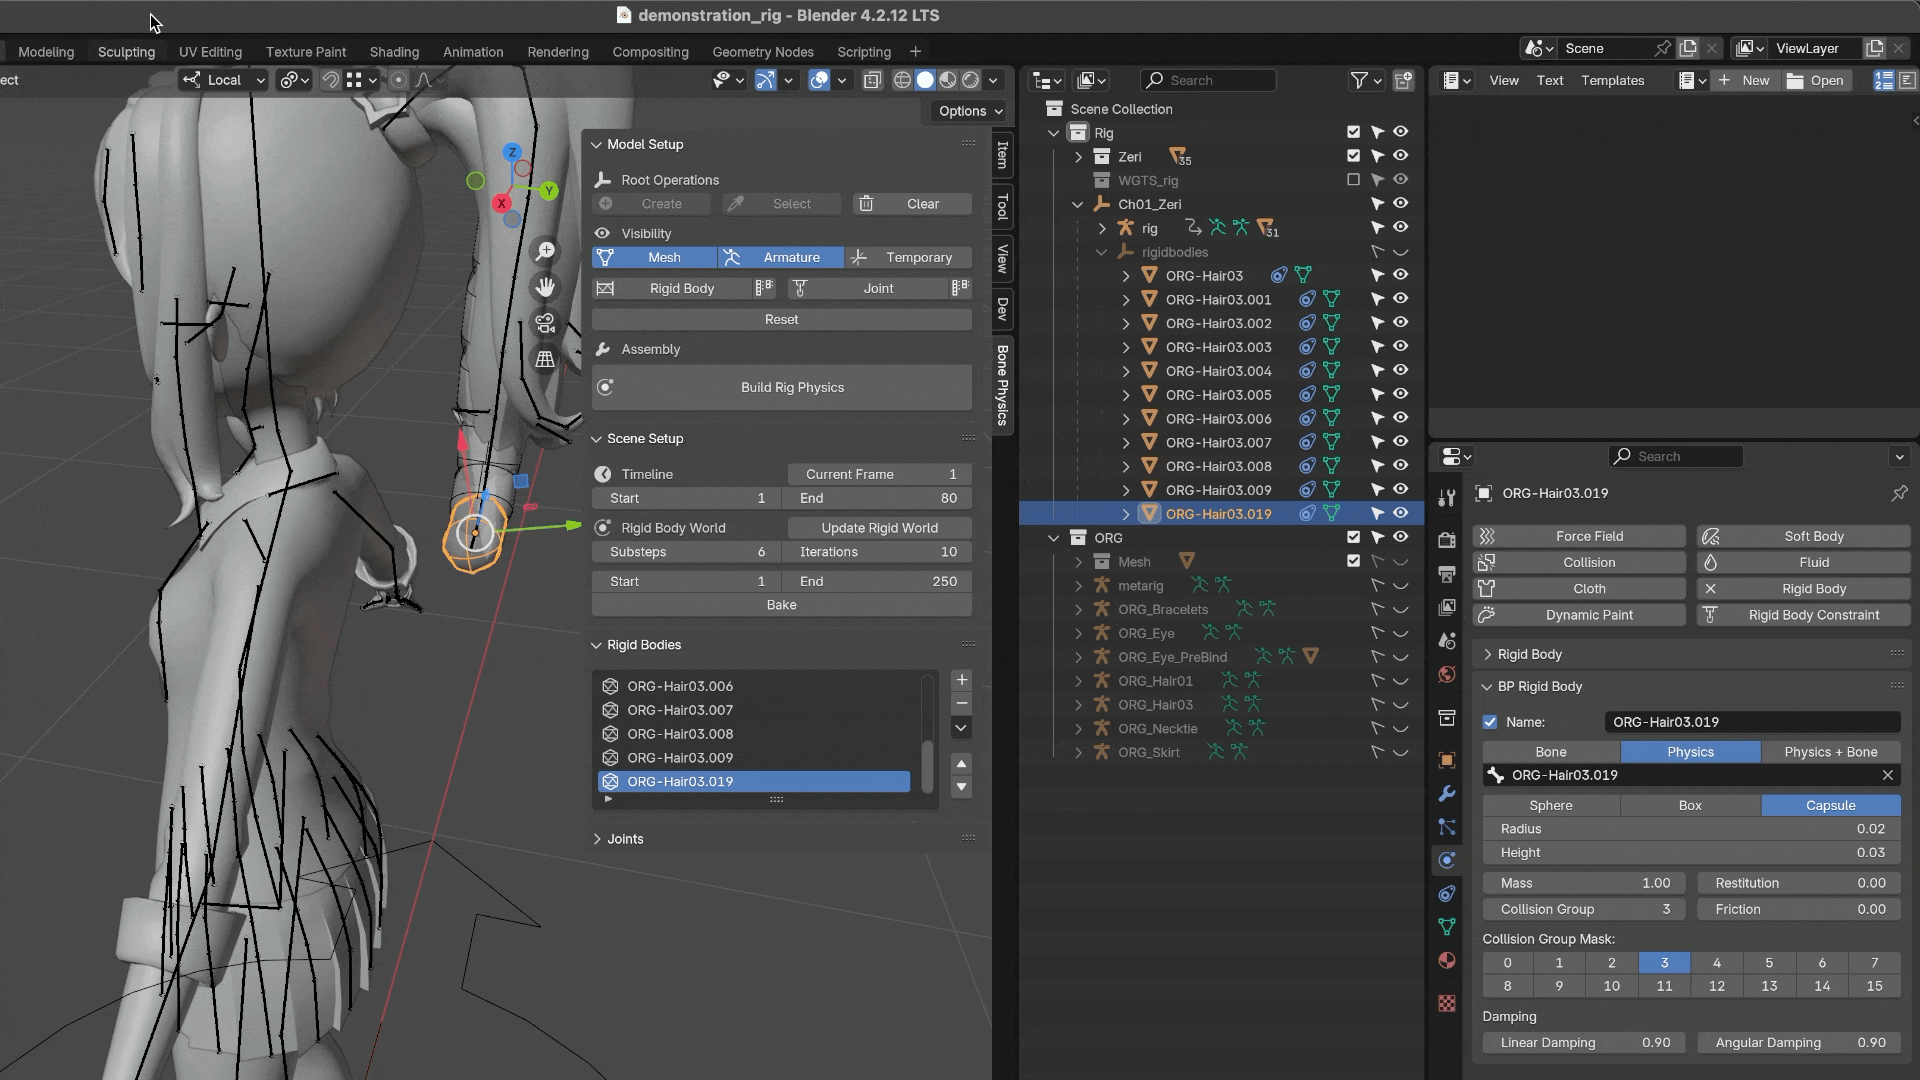 demonstration_rig - Blender 4.2.12 LTS
Modeling
Sculpting
UV Editing
Texture Paint
Shading
Animation
Rendering
Compositing
Geometry Nodes
Scripting
Scene
ViewLayer
ect
Local
Options
Z
Y
X
Item
Tool
View
Dev
Bone Physics
Model Setup
Root Operations
Create
Select
Clear
Visibility
Mesh
Armature
Temporary
Rigid Body
Joint
Reset
Assembly
Build Rig Physics
Scene Setup
Timeline
Current Frame 1
Start 1
End 80
Rigid Body World
Update Rigid World
Substeps 6
Iterations 10
Start 1
End 250
Bake
Rigid Bodies
ORG-Hair03.006
ORG-Hair03.007
ORG-Hair03.008
ORG-Hair03.009
ORG-Hair03.019
Joints
Search
Scene Collection
Rig
Zeri 35
WGTS_rig
Ch01_Zeri
rig 31
rigidbodies
ORG-Hair03
ORG-Hair03.001
ORG-Hair03.002
ORG-Hair03.003
ORG-Hair03.004
ORG-Hair03.005
ORG-Hair03.006
ORG-Hair03.007
ORG-Hair03.008
ORG-Hair03.009
ORG-Hair03.019
ORG
Mesh
metarig
ORG_Bracelets
ORG_Eye
ORG_Eye_PreBind
ORG_Hair01
ORG_Hair03
ORG_Necktie
ORG_Skirt
View
Text
Templates
New
Open
Search
ORG-Hair03.019
Force Field
Soft Body
Collision
Fluid
Cloth
Rigid Body
Dynamic Paint
Rigid Body Constraint
Rigid Body
BP Rigid Body
Name: ORG-Hair03.019
Bone
Physics
Physics + Bone
ORG-Hair03.019
Sphere
Box
Capsule
Radius 0.02
Height 0.03
Mass 1.00
Restitution 0.00
Collision Group 3
Friction 0.00
Collision Group Mask:
0 1 2 3 4 5 6 7
8 9 10 11 12 13 14 15
Damping
Linear Damping 0.90
Angular Damping 0.90